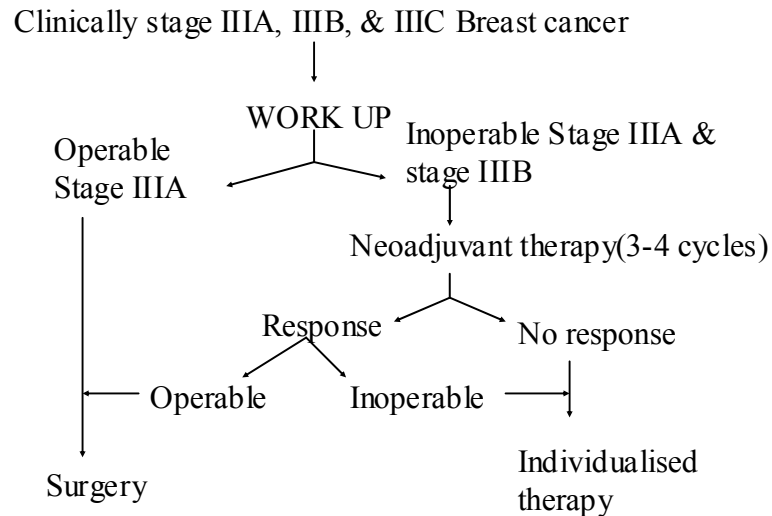 Clinically stage IIIA, IIIB, & IIIC Breast cancer
WORK UP
Operable
Stage IIIA
Inoperable Stage IIIA &
stage IIIB
Neoadjuvant therapy(3-4 cycles)
Response
No response
Operable
Inoperable
Surgery
Individualised
therapy